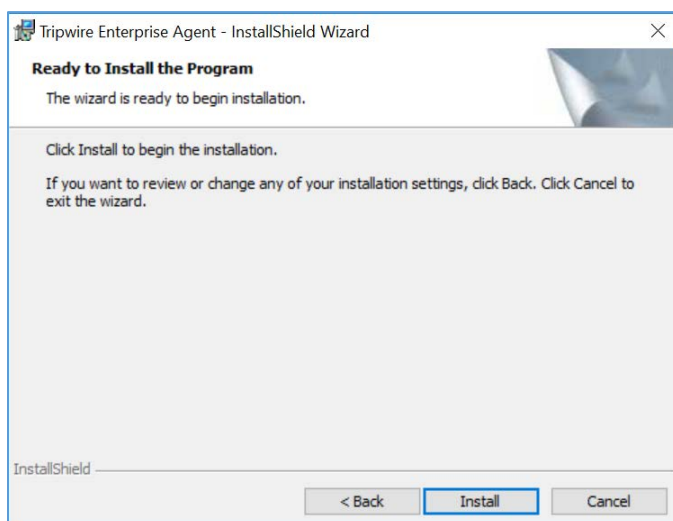 Tripwire Enterprise Agent - InstallShield Wizard
Ready to Install the Program
The wizard is ready to begin installation.
Click Install to begin the installation.
If you want to review or change any of your installation settings, click Back. Click Cancel to
exit the wizard.
InstallShield
< Back
Install
Cancel